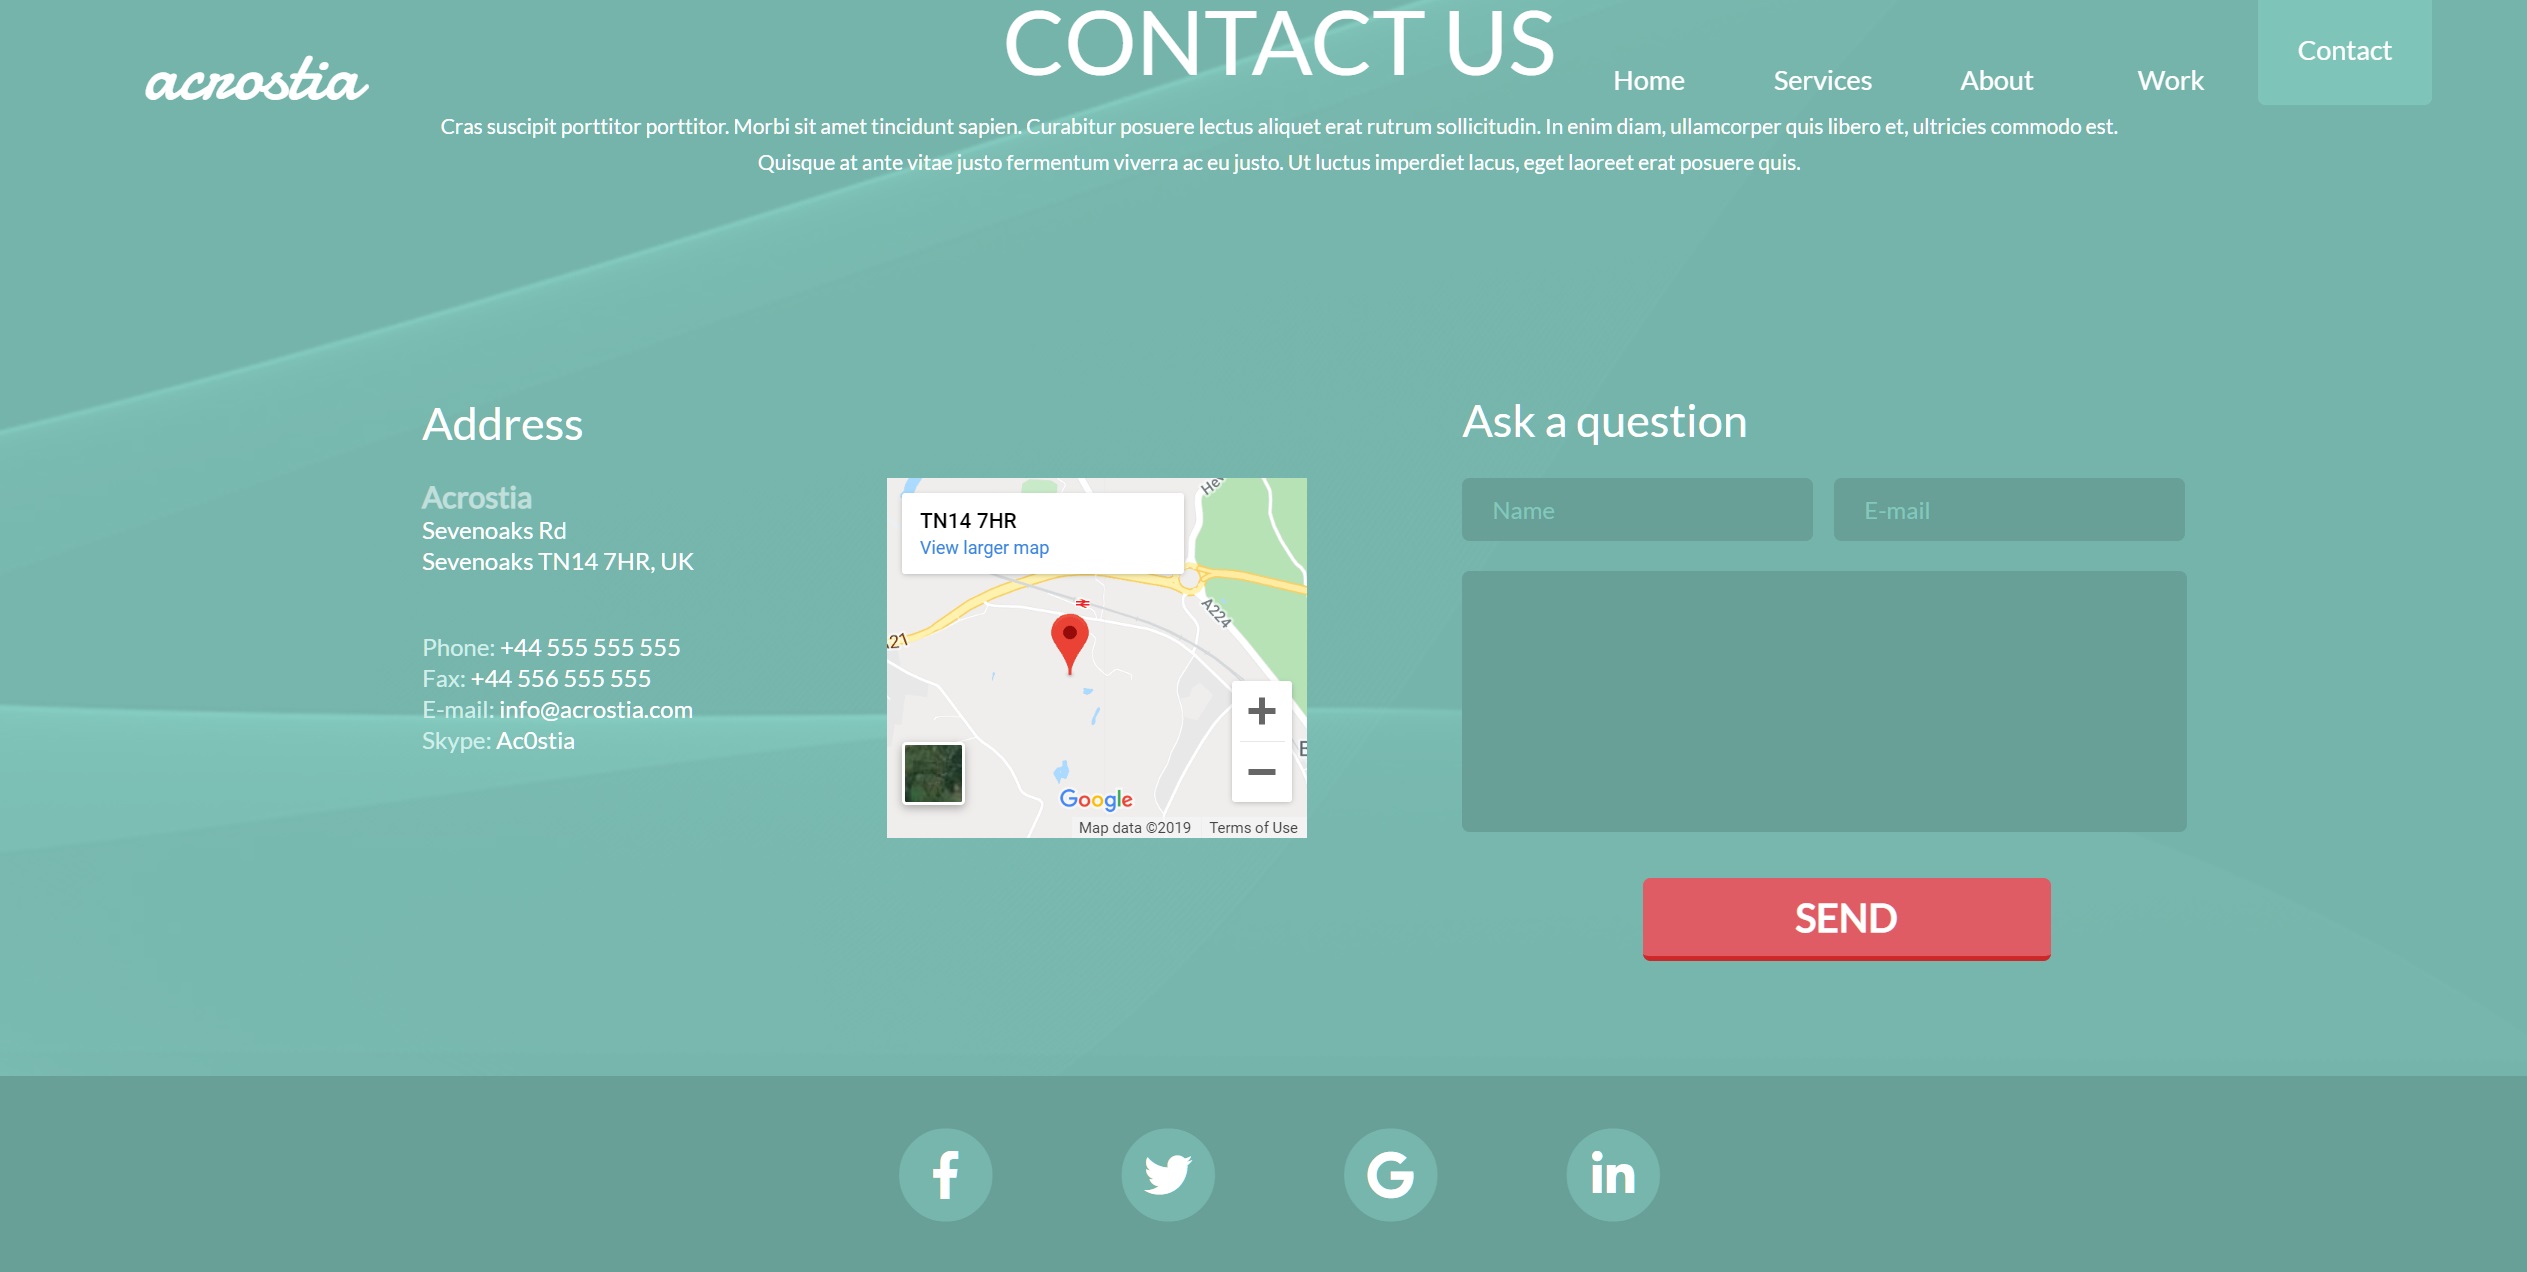 CONTACT US
acrostia
Home
Services
About
Work
Contact
Cras suscipit porttitor porttitor. Morbi sit amet tincidunt sapien. Curabitur posuere lectus aliquet erat rutrum sollicitudin. In enim diam, ullamcorper quis libero et, ultricies commodo est.
Quisque at ante vitae justo fermentum viverra ac eu justo. Ut luctus imperdiet lacus, eget laoreet erat posuere quis.
Address
Acrostia
Sevenoaks Rd
Sevenoaks TN14 7HR, UK
Phone: +44 555 555 555
Fax: +44 556 555 555
E-mail: info@acrostia.com
Skype: Ac0stia
TN14 7HR
View larger map
A224
Google
Map data ©2019
Terms of Use
Ask a question
Name
E-mail
SEND